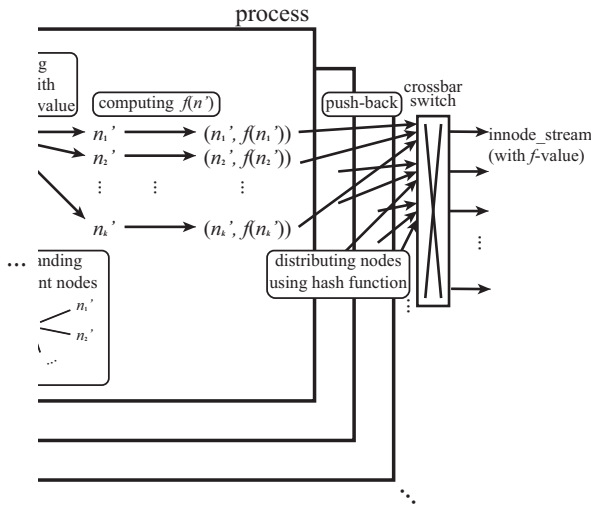 process
g
ith
value
computing f(n')
push-back
crossbar
switch
n₁' (n₁', f(n₁'))
n₂' (n₂', f(n₂'))
⋮ ⋮ ⋮
nₖ' (nₖ', f(nₖ'))
innode_stream
(with f-value)
⋮
...
anding
nt nodes
n₁'
n₂'
...
distributing nodes
using hash function
⋮
⋱